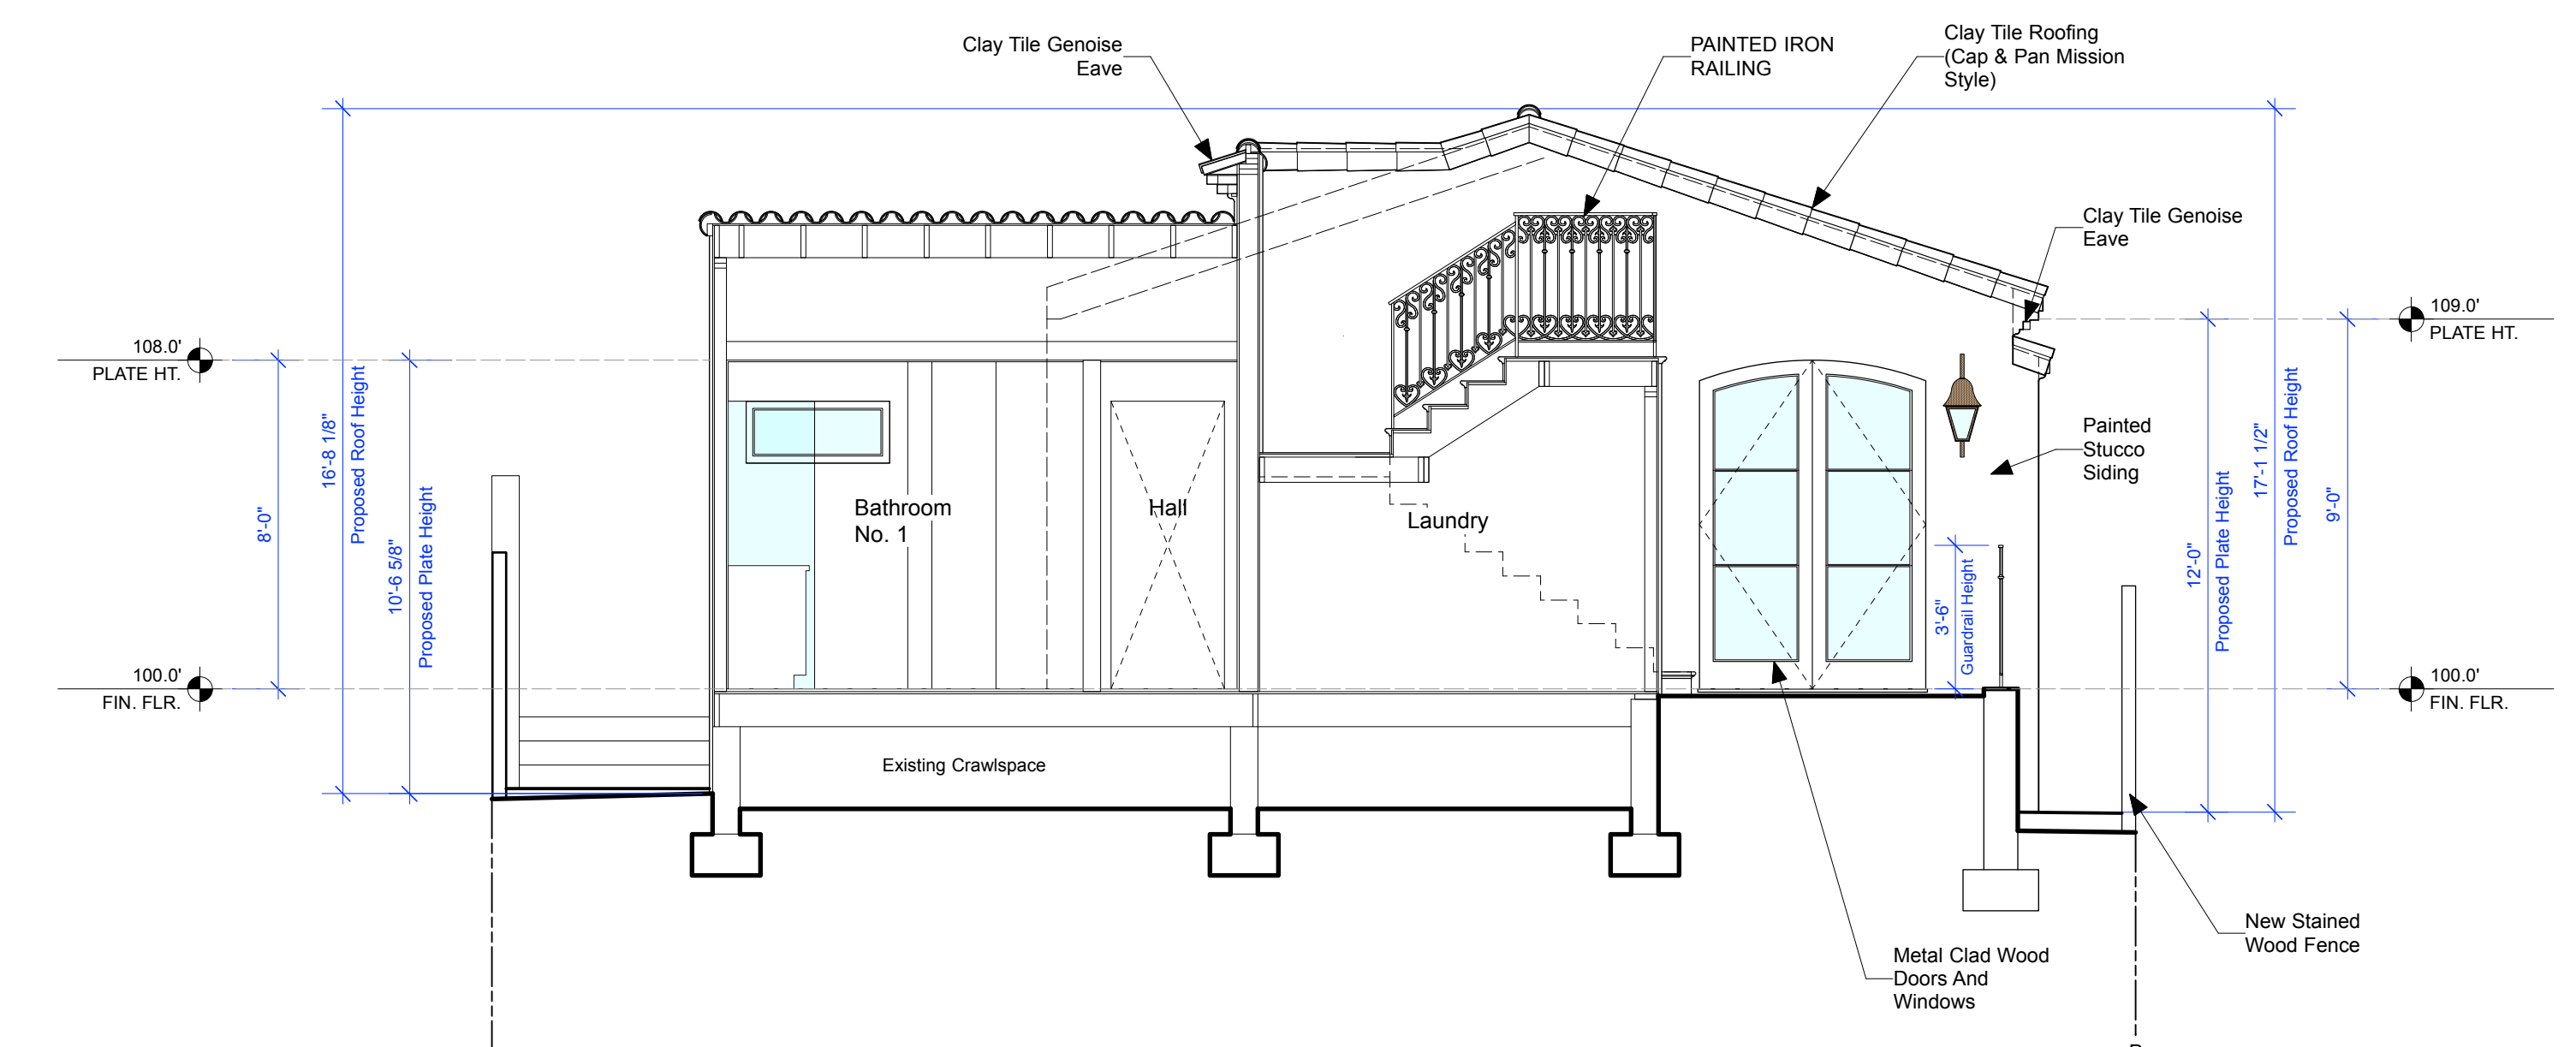 Clay Tile Genoise
Eave
PAINTED IRON
RAILING
Clay Tile Roofing
(Cap & Pan Mission
Style)
Clay Tile Genoise
Eave
108.0'
PLATE HT.
109.0'
PLATE HT.
8'-0"
16'-8 1/8"
Proposed Roof Height
10'-6 5/8"
Proposed Plate Height
Bathroom
No. 1
Hall
Laundry
Painted
Stucco
Siding
3'-6"
Guardrail Height
12'-0"
Proposed Plate Height
17'-1 1/2"
Proposed Roof Height
9'-0"
100.0'
FIN. FLR.
100.0'
FIN. FLR.
Existing Crawlspace
New Stained
Wood Fence
Metal Clad Wood
Doors And
Windows